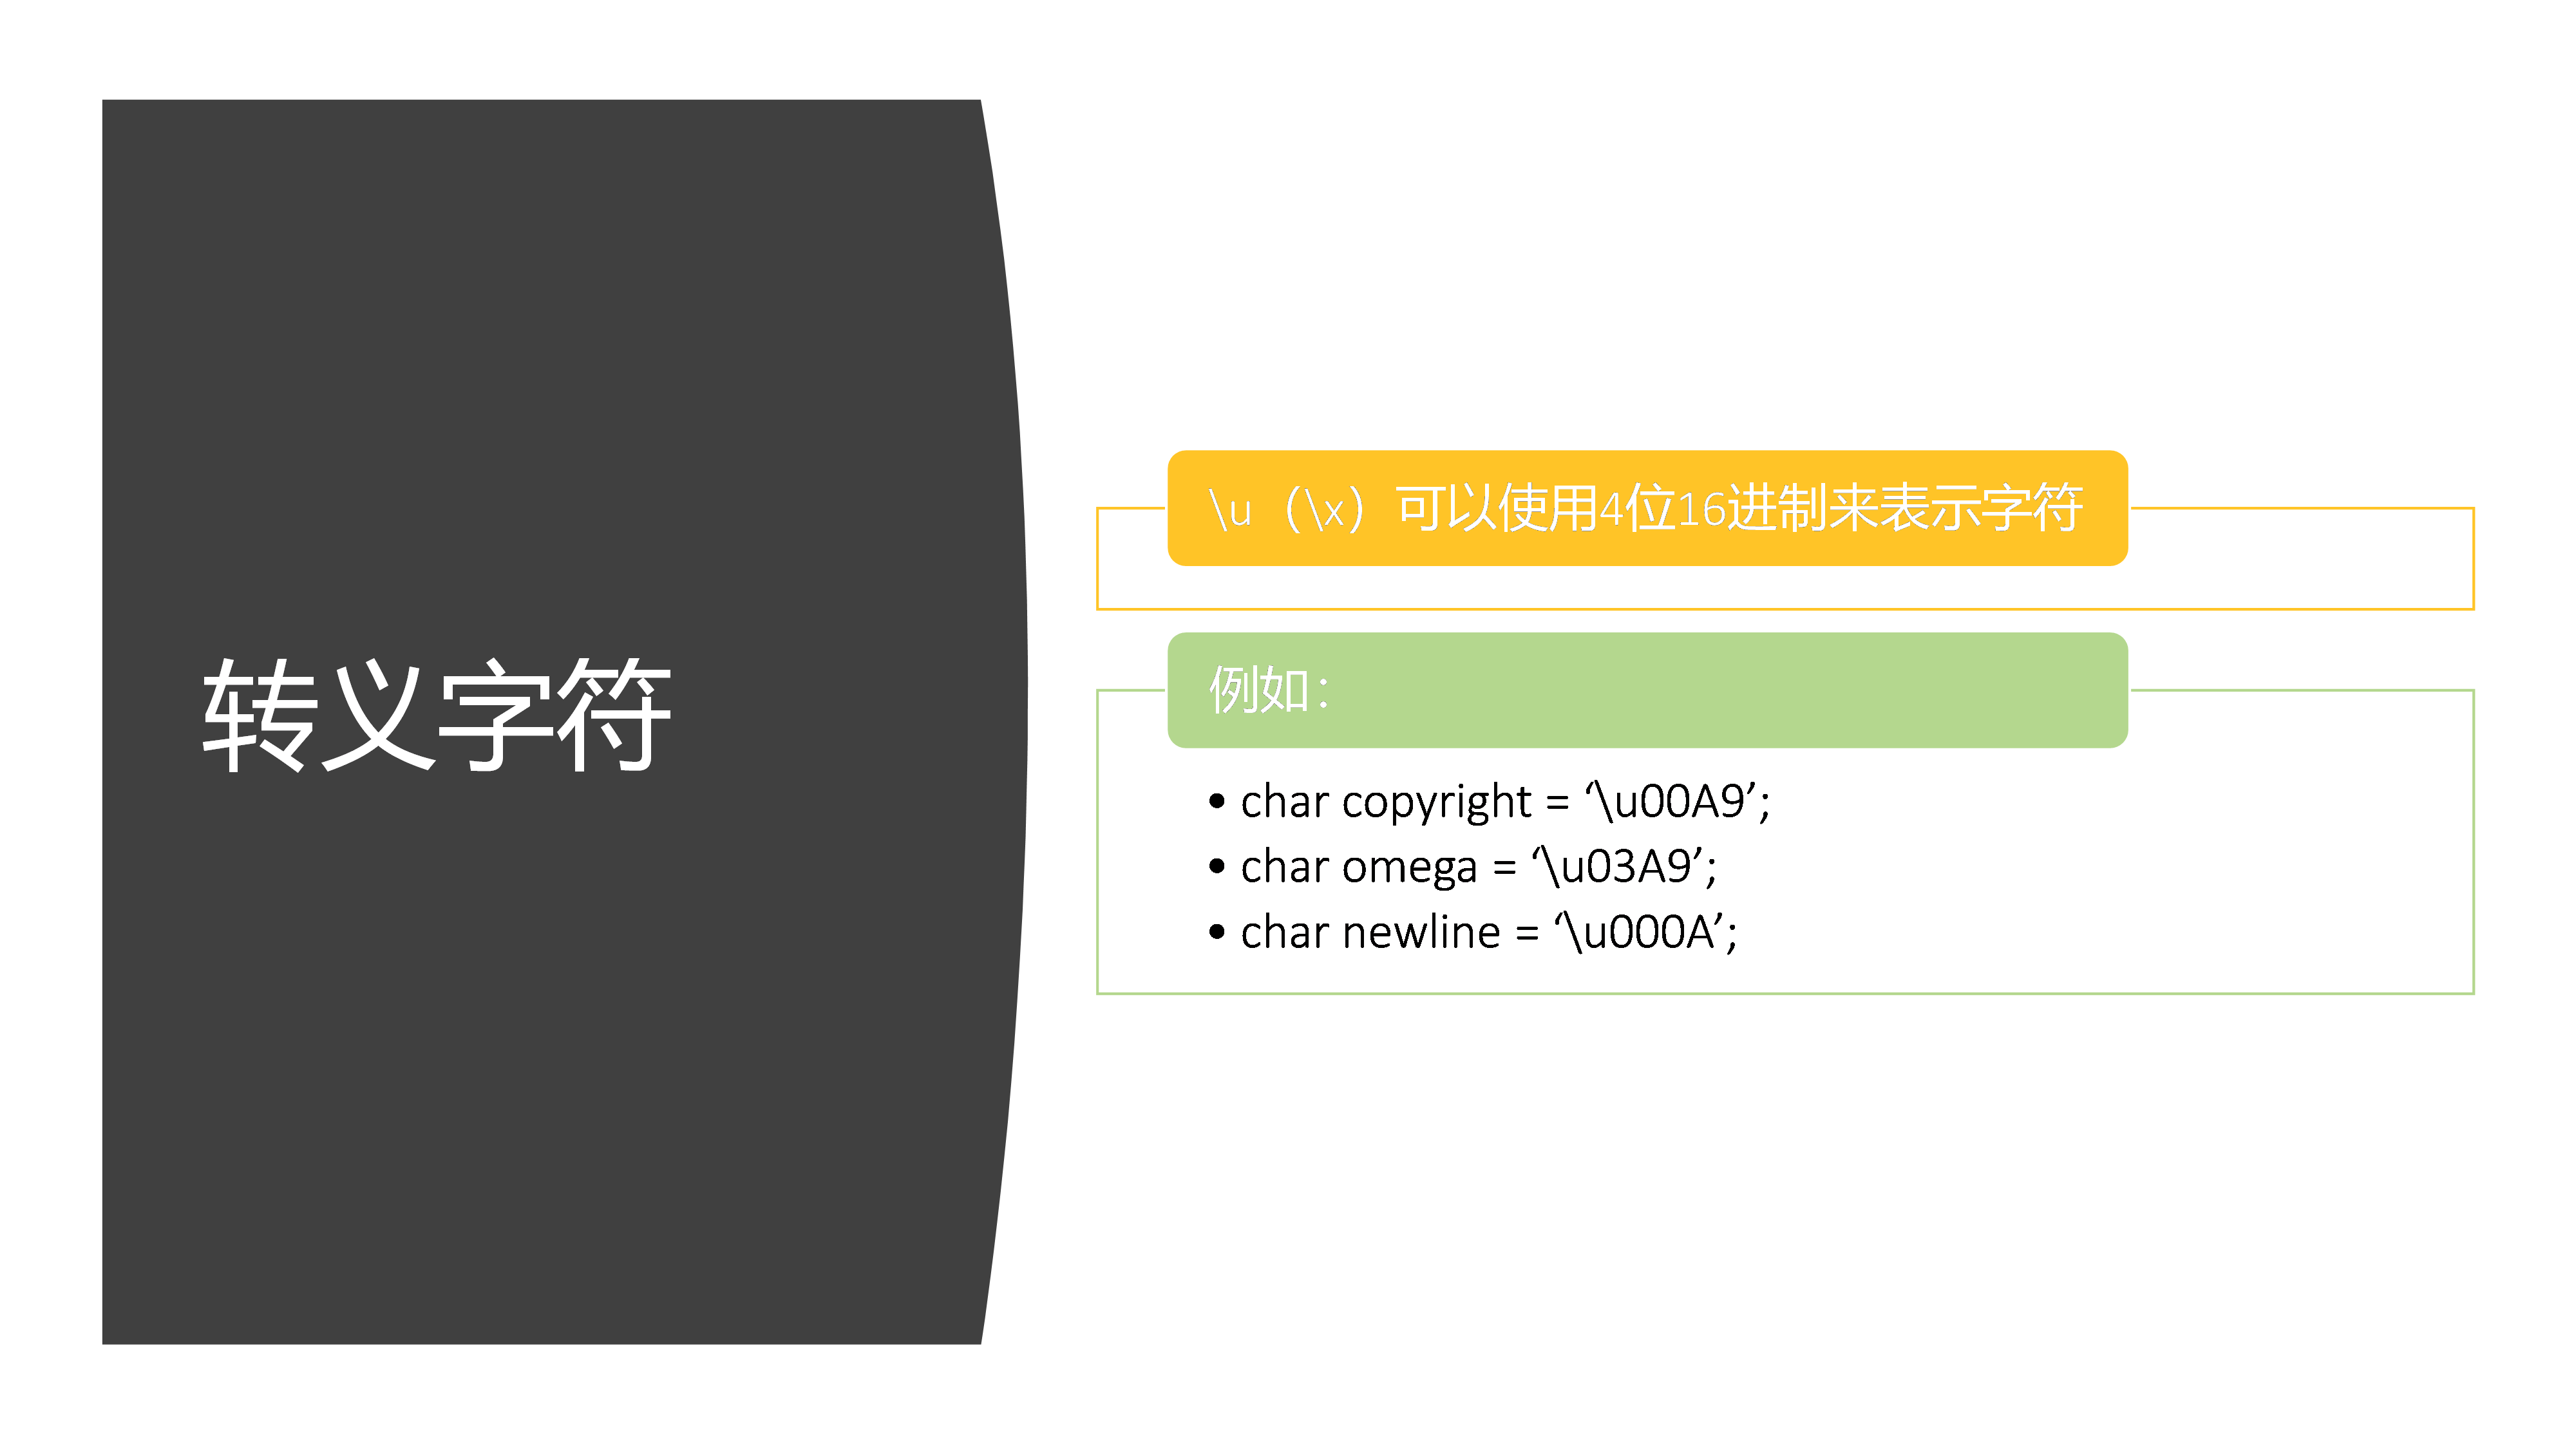 转义字符
\u（\x）可以使用4位16进制来表示字符
例如：
• char copyright = ‘\u00A9’;
• char omega = ‘\u03A9’;
• char newline = ‘\u000A’;